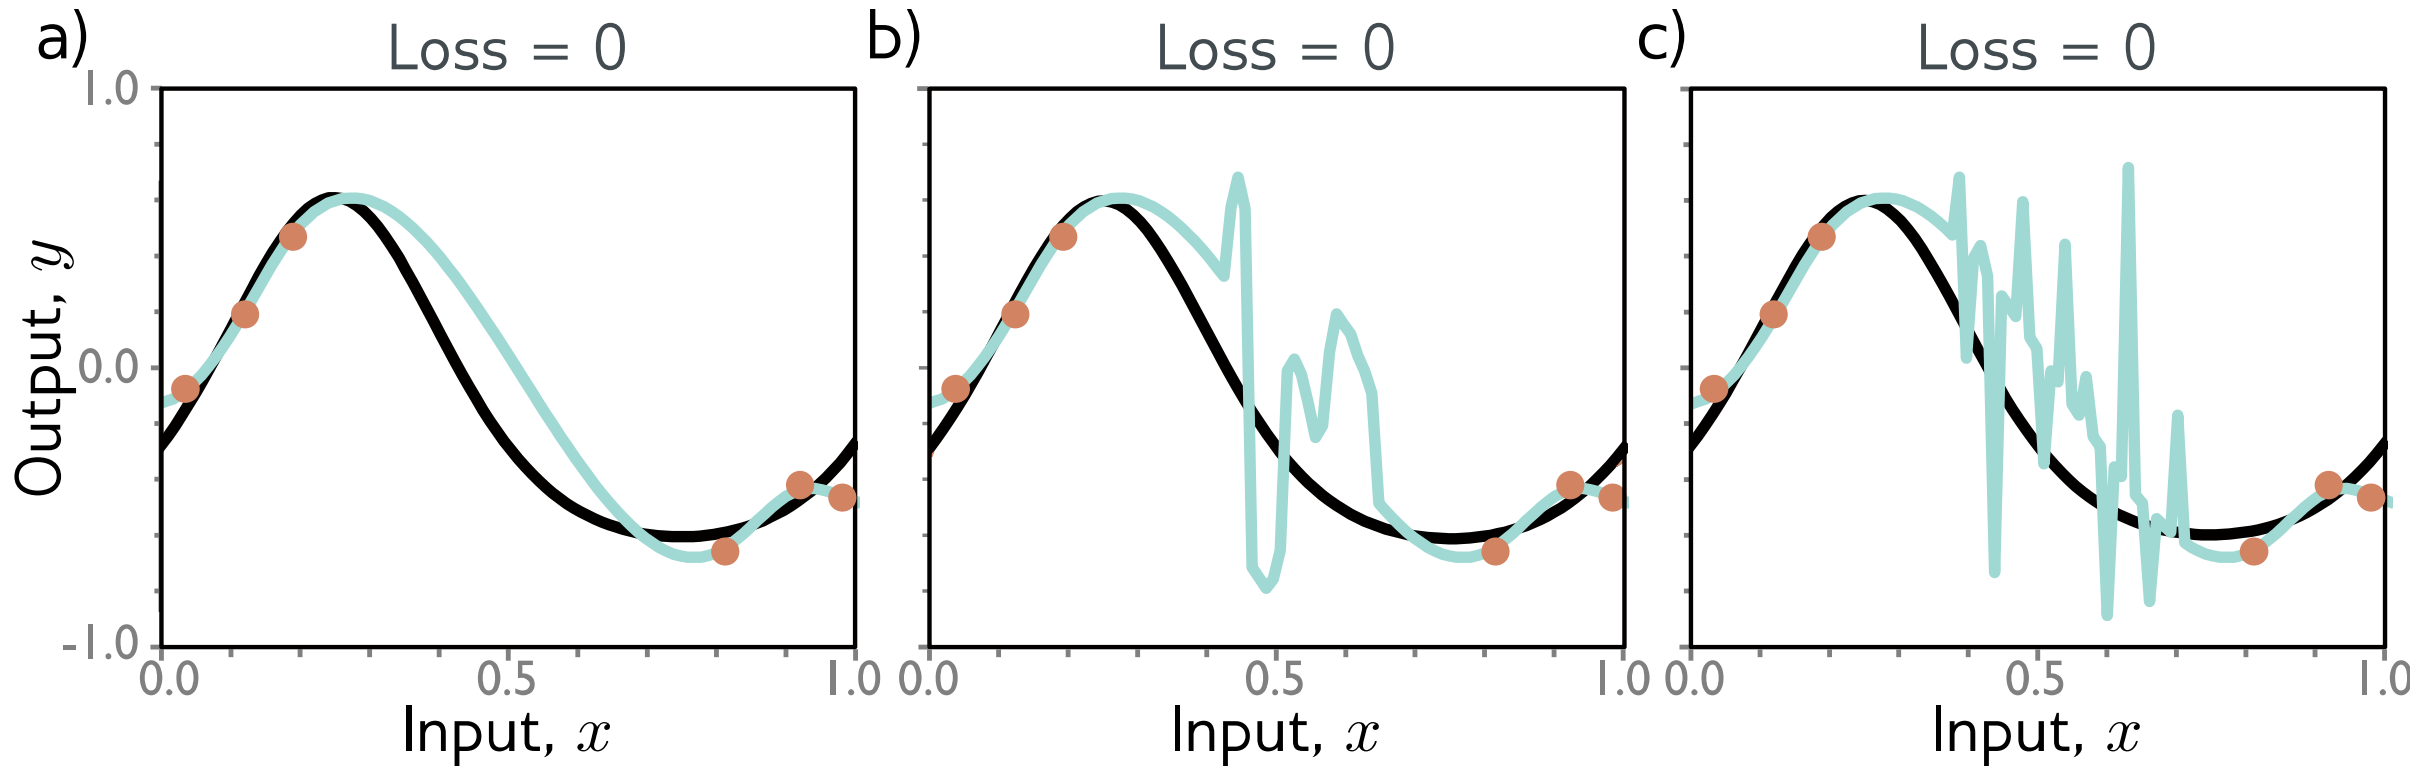 a) Loss = 0 b) Loss = 0 c) Loss = 0
1.0
0.0
-1.0
Output, y
0.0 0.5 1.0 0.0 0.5 1.0 0.0 0.5 1.0
Input, x Input, x Input, x